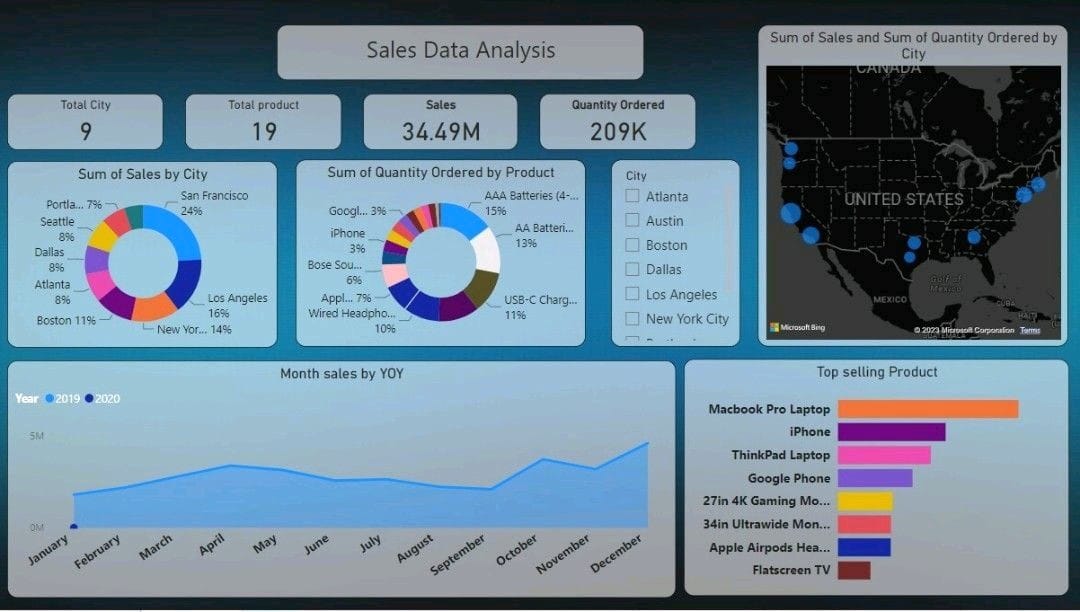 Sales Data Analysis
Total City
9
Total product
19
Sales
34.49M
Quantity Ordered
209K
Sum of Sales and Sum of Quantity Ordered by
City
CANADA
UNITED STATES
MEXICO
Gulf of
Mexico
CUBA
HAITI
GUATEMALA
Microsoft Bing
© 2023 Microsoft Corporation Terms
Sum of Sales by City
San Francisco
24%
Los Angeles
16%
New Yor... 14%
Boston 11%
Atlanta
8%
Dallas
8%
Seattle
8%
Portla... 7%
Sum of Quantity Ordered by Product
AAA Batteries (4-...
15%
AA Batteri...
13%
USB-C Charg...
11%
Wired Headpho...
10%
Appl... 7%
Bose Sou...
6%
iPhone
3%
Googl... 3%
City
Atlanta
Austin
Boston
Dallas
Los Angeles
New York City
Month sales by YOY
Year 2019 2020
5M
0M
January
February
March
April
May
June
July
August
September
October
November
December
Top selling Product
Macbook Pro Laptop
iPhone
ThinkPad Laptop
Google Phone
27in 4K Gaming Mo...
34in Ultrawide Mon...
Apple Airpods Hea...
Flatscreen TV